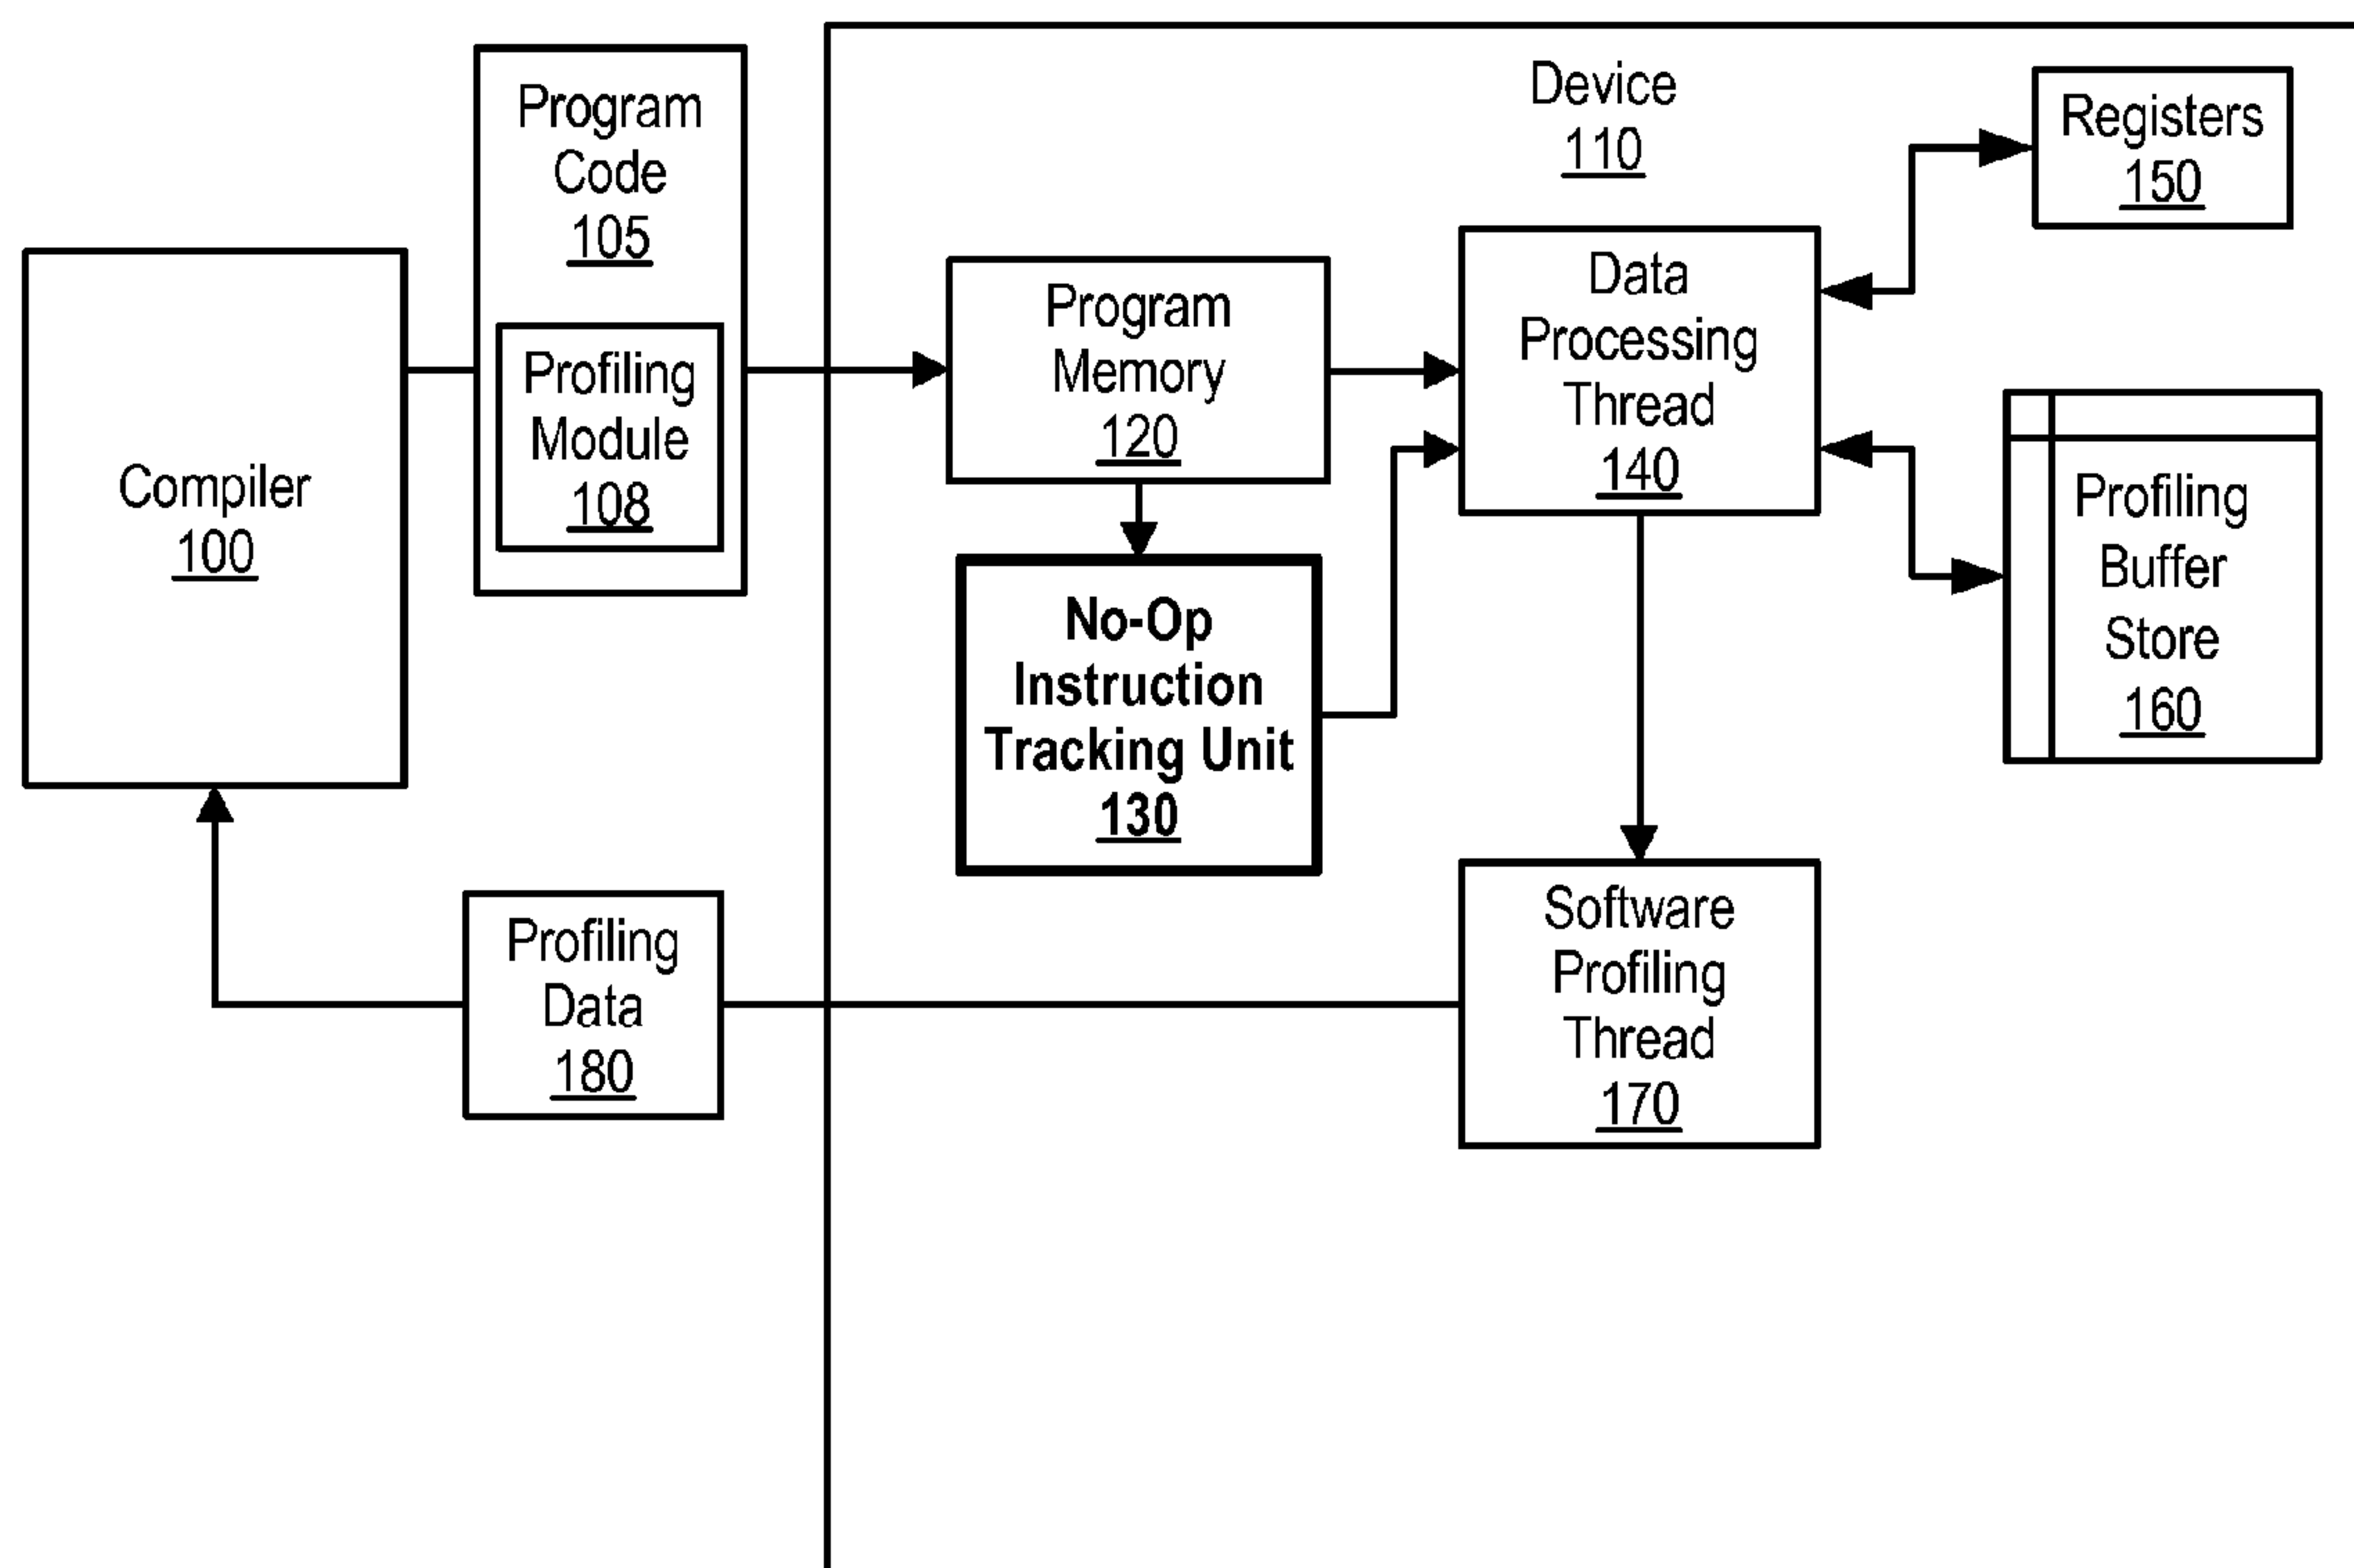 Compiler
100
Program
Code
105
Profiling
Module
108
Device
110
Program
Memory
120
No-Op
Instruction
Tracking Unit
130
Data
Processing
Thread
140
Registers
150
Profiling
Buffer
Store
160
Software
Profiling
Thread
170
Profiling
Data
180